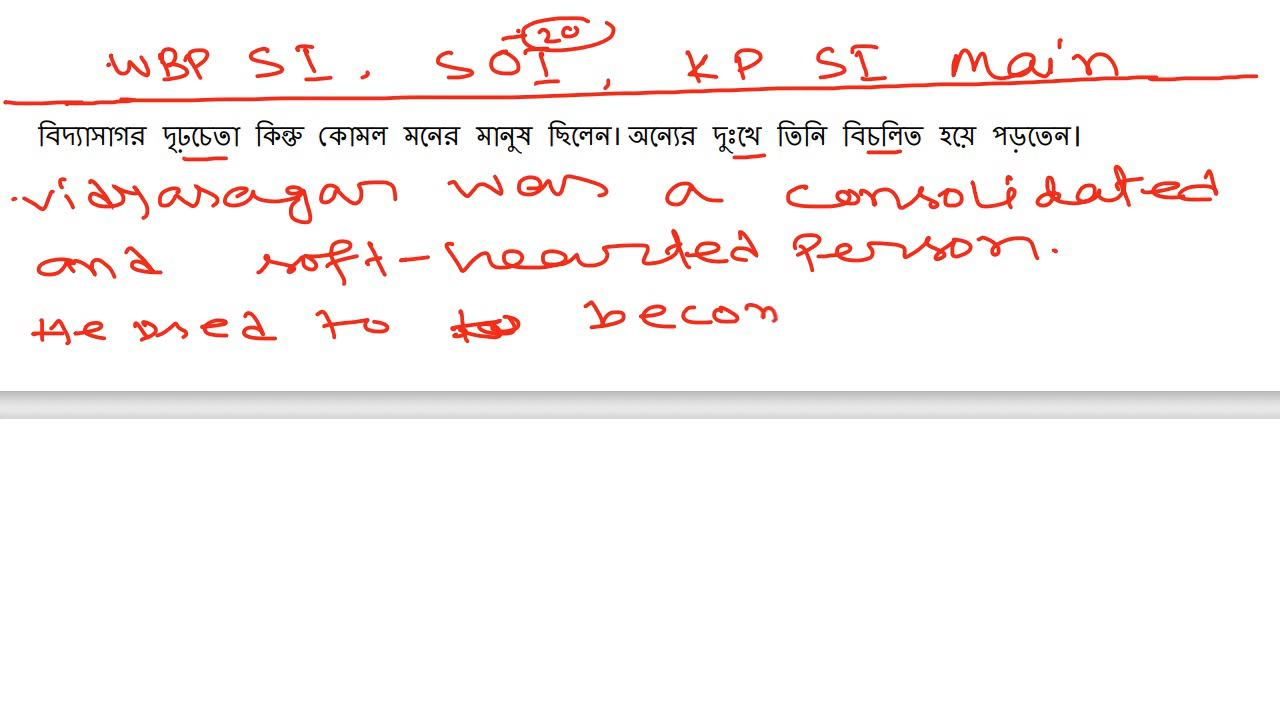 20
WBP SI, SOI, KP SI Main
বিদ্যাসাগর দৃঢ়চেতা কিন্তু কোমল মনের মানুষ ছিলেন। অন্যের দুঃখে তিনি বিচলিত হয়ে পড়তেন।
Vidyasagar was a consolidated
and soft-hearted person.
He used to becom